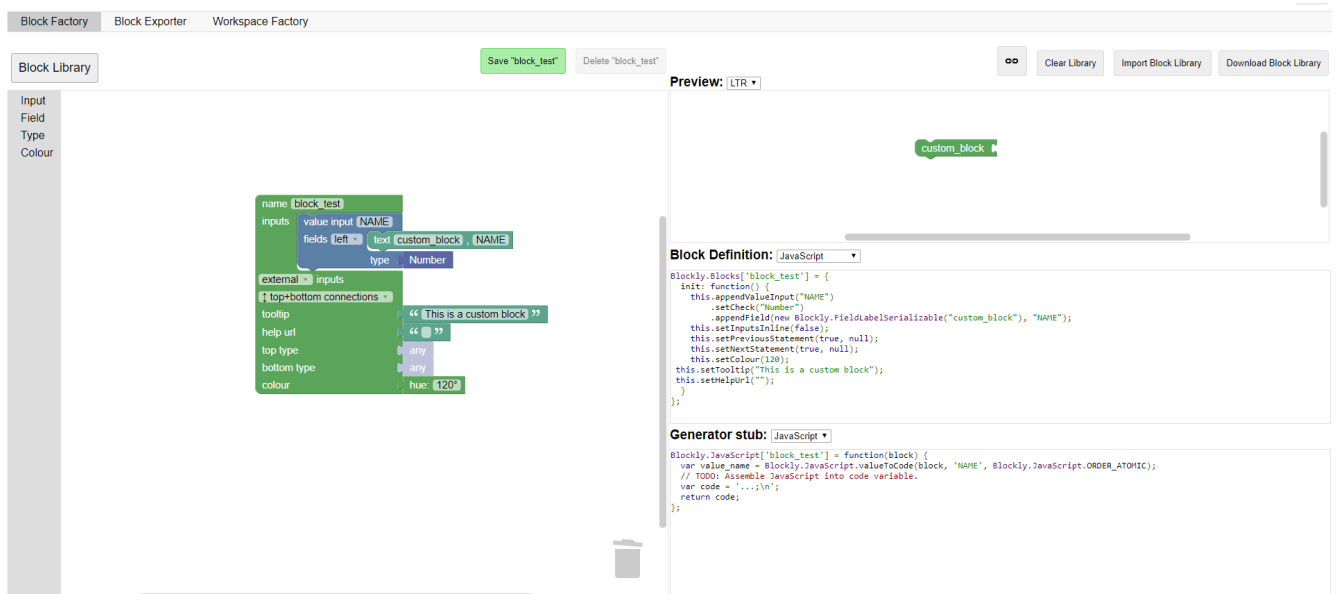 Block Factory Block Exporter Workspace Factory
Block Library
Save "block_test" Delete "block_test"
Clear Library Import Block Library Download Block Library
Input
Field
Type
Colour
name block_test
inputs value input NAME
fields left text custom_block , NAME
type Number
external inputs
↕ top+bottom connections
tooltip “ This is a custom block ”
help url “ ”
top type any
bottom type any
colour hue: 120°
Preview: LTR
custom_block
Block Definition: JavaScript
Blockly.Blocks['block_test'] = {
init: function() {
this.appendValueInput("NAME")
.setCheck("Number")
.appendField(new Blockly.FieldLabelSerializable("custom_block"), "NAME");
this.setInputsInline(false);
this.setPreviousStatement(true, null);
this.setNextStatement(true, null);
this.setColour(120);
this.setTooltip("This is a custom block");
this.setHelpUrl("");
}
};
Generator stub: JavaScript
Blockly.JavaScript['block_test'] = function(block) {
var value_name = Blockly.JavaScript.valueToCode(block, 'NAME', Blockly.JavaScript.ORDER_ATOMIC);
// TODO: Assemble JavaScript into code variable.
var code = '...;\n';
return code;
};